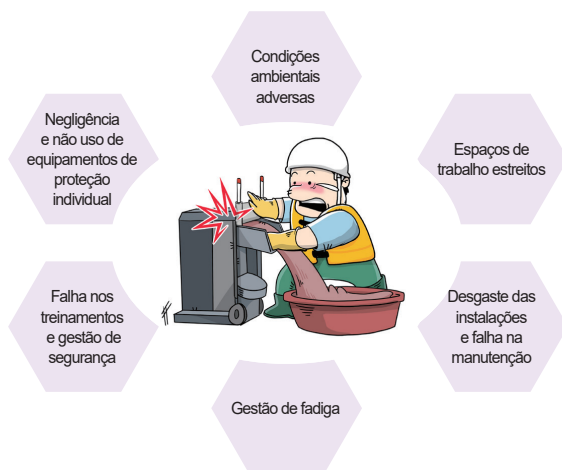 Condições
ambientais
adversas
Negligência
e não uso de
equipamentos de
proteção
individual
Espaços de
trabalho estreitos
Falha nos
treinamentos
e gestão de
segurança
Desgaste das
instalações
e falha na
manutenção
Gestão de fadiga